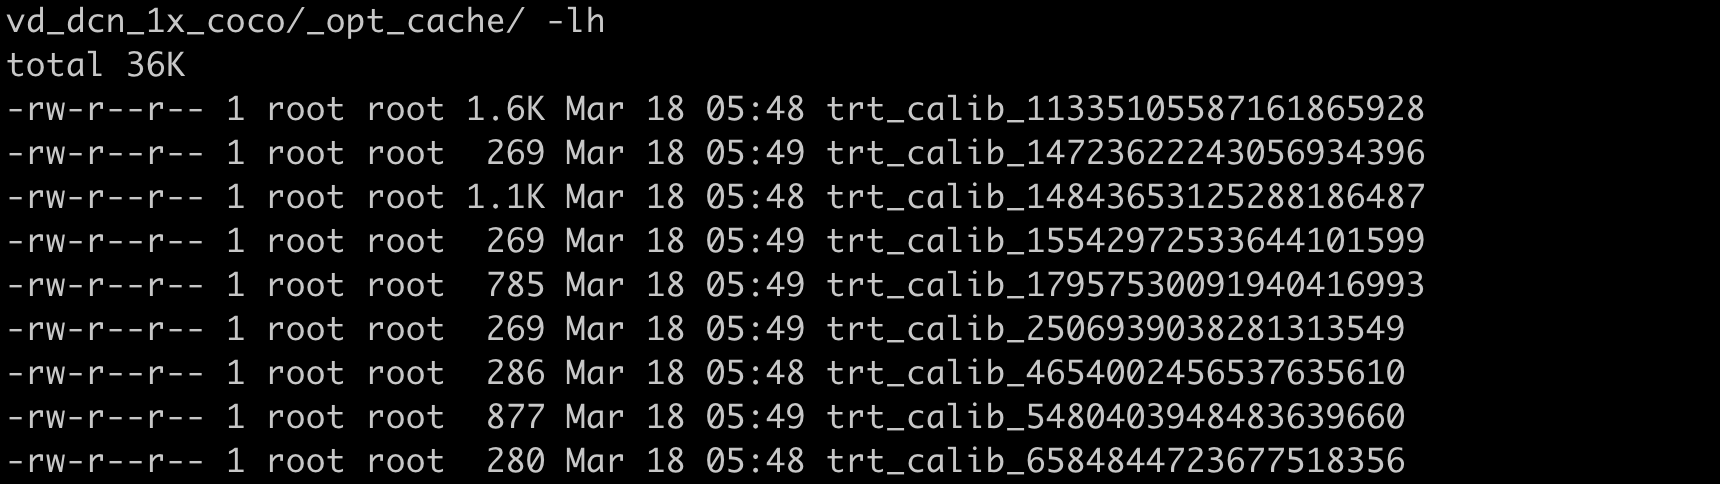 vd_dcn_1x_coco/_opt_cache/ -lh
total 36K
-rw-r--r-- 1 root root 1.6K Mar 18 05:48 trt_calib_11335105587161865928
-rw-r--r-- 1 root root  269 Mar 18 05:49 trt_calib_14723622243056934396
-rw-r--r-- 1 root root 1.1K Mar 18 05:48 trt_calib_14843653125288186487
-rw-r--r-- 1 root root  269 Mar 18 05:49 trt_calib_15542972533644101599
-rw-r--r-- 1 root root  785 Mar 18 05:49 trt_calib_17957530091940416993
-rw-r--r-- 1 root root  269 Mar 18 05:49 trt_calib_2506939038281313549
-rw-r--r-- 1 root root  286 Mar 18 05:48 trt_calib_4654002456537635610
-rw-r--r-- 1 root root  877 Mar 18 05:49 trt_calib_5480403948483639660
-rw-r--r-- 1 root root  280 Mar 18 05:48 trt_calib_6584844723677518356